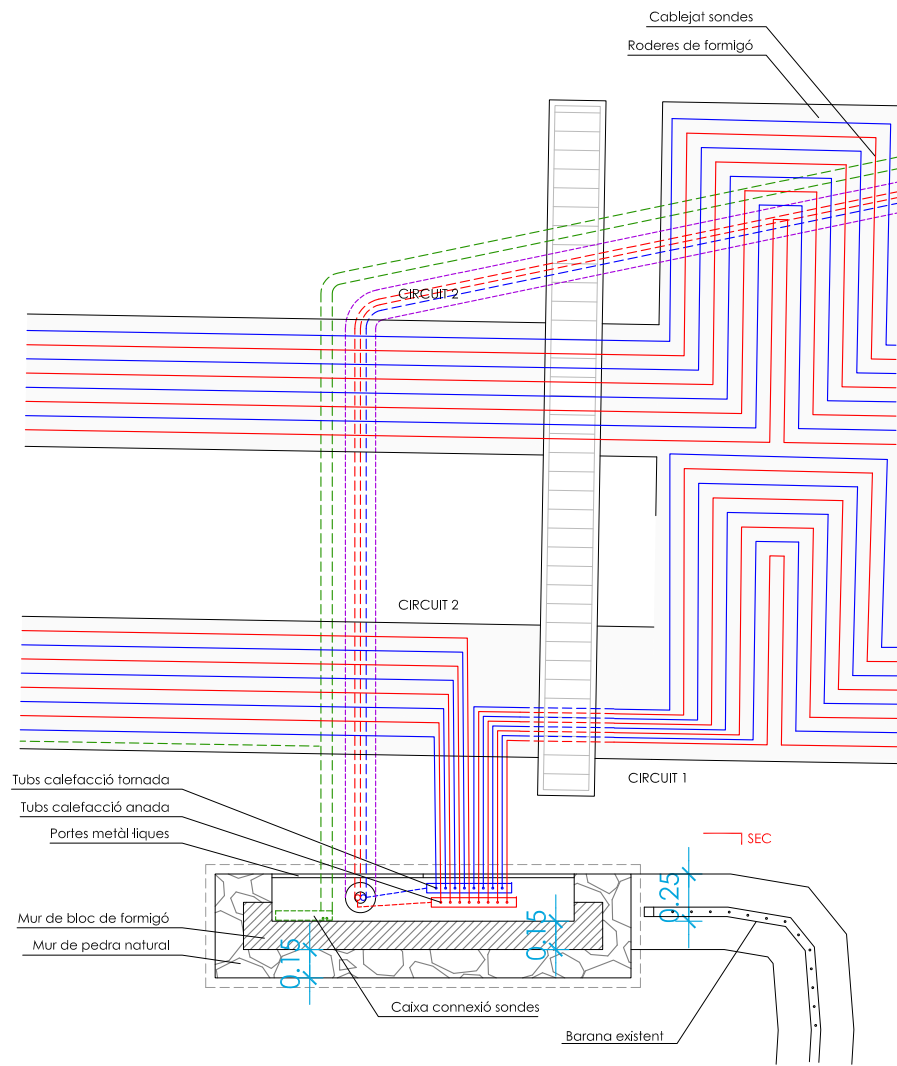 Cablejat sondes
Roderes de formigó
CIRCUIT 2
CIRCUIT 2
CIRCUIT 1
Tubs calefacció tornada
Tubs calefacció anada
Portes metàl·liques
SEC
0.25
Mur de bloc de formigó
Mur de pedra natural
0.15
0.15
Caixa connexió sondes
Barana existent